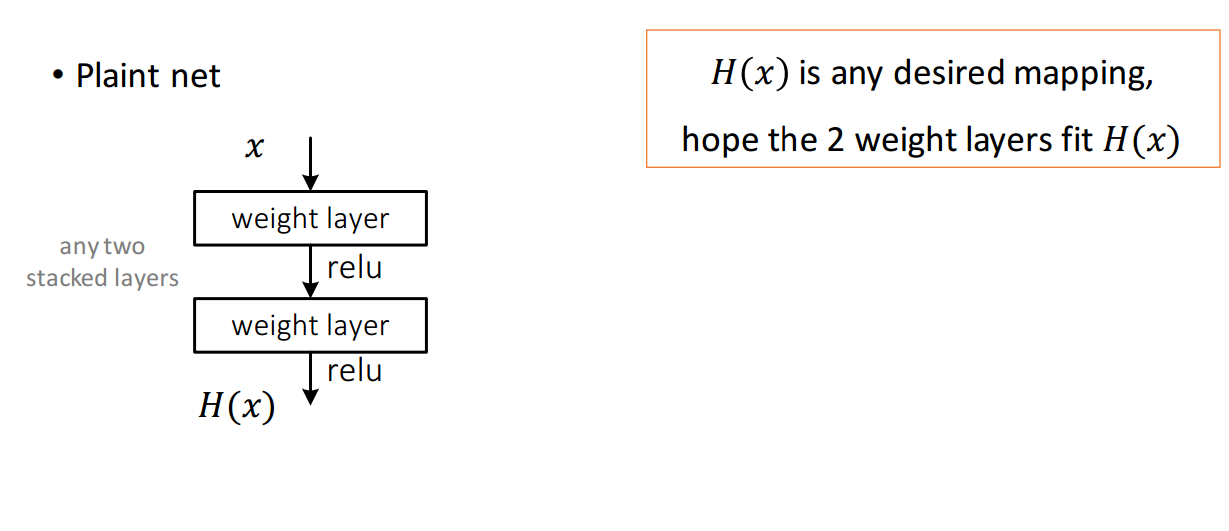 • Plaint net
x
weight layer
any two
stacked layers
relu
weight layer
relu
H(x)
H(x) is any desired mapping,
hope the 2 weight layers fit H(x)